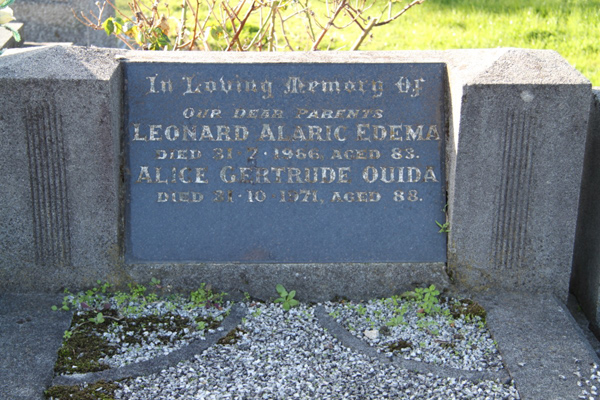 In Loving Memory Of
OUR DEAR PARENTS
LEONARD ALARIC EDEMA
DIED 31·7·1966, AGED 83.
ALICE GERTRUDE OUIDA
DIED 31·10·1971, AGED 88.